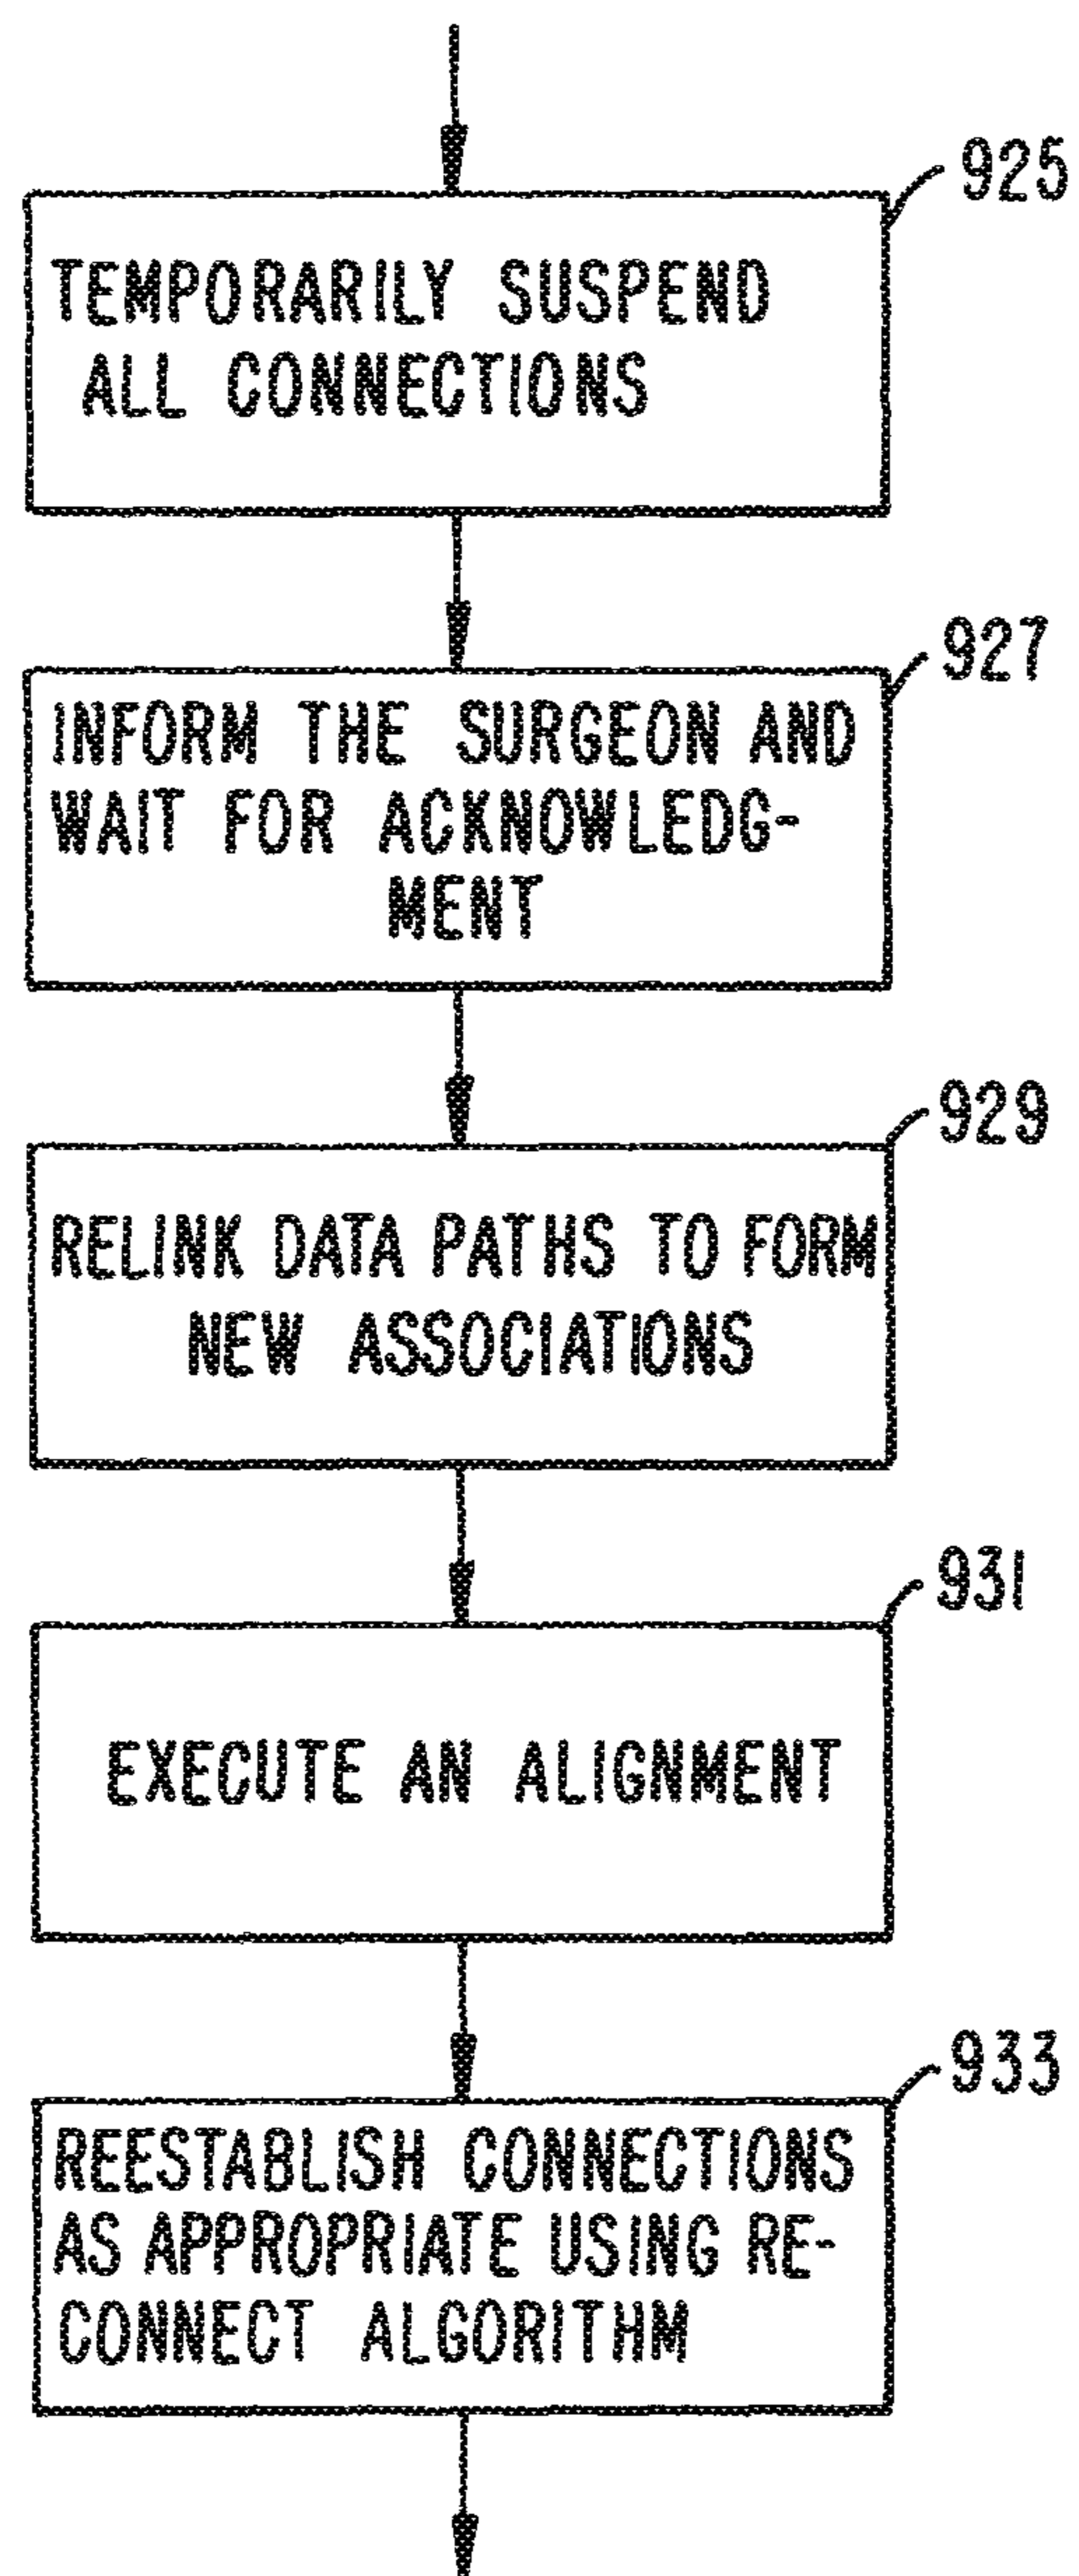 925
TEMPORARILY SUSPEND
ALL CONNECTIONS
927
INFORM THE SURGEON AND
WAIT FOR ACKNOWLEDG-
MENT
929
RELINK DATA PATHS TO FORM
NEW ASSOCIATIONS
931
EXECUTE AN ALIGNMENT
933
REESTABLISH CONNECTIONS
AS APPROPRIATE USING RE-
CONNECT ALGORITHM